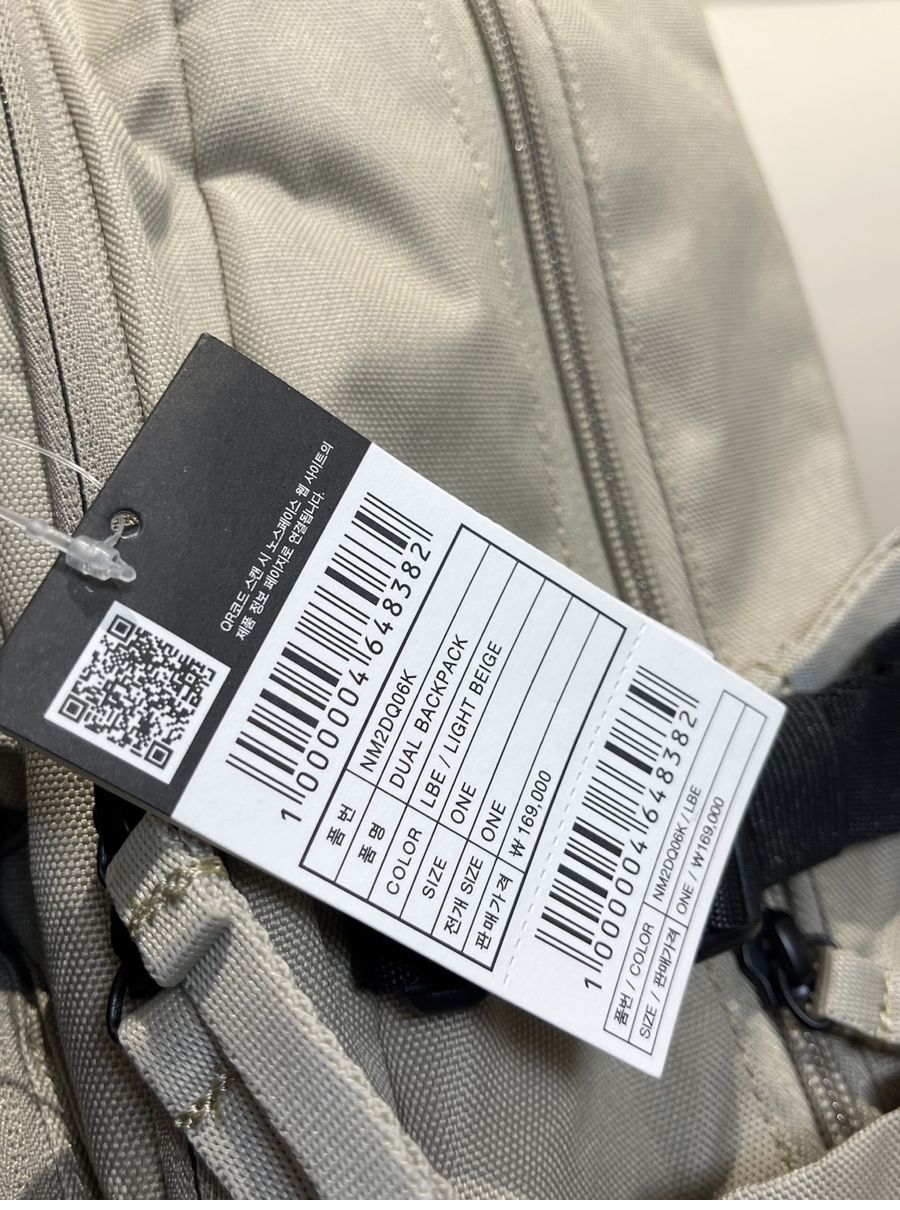 QR코드 스캔 시 노스페이스 웹 사이트의
제품 정보 페이지로 연결됩니다.
1000004648382
품번 NM2DQ06K
품명 DUAL BACKPACK
COLOR LBE / LIGHT BEIGE
SIZE ONE
전개 SIZE ONE
판매가격 ₩169,000
1000004648382
품번 / COLOR NM2DQ06K / LBE
SIZE / 판매가격 ONE / ₩169,000